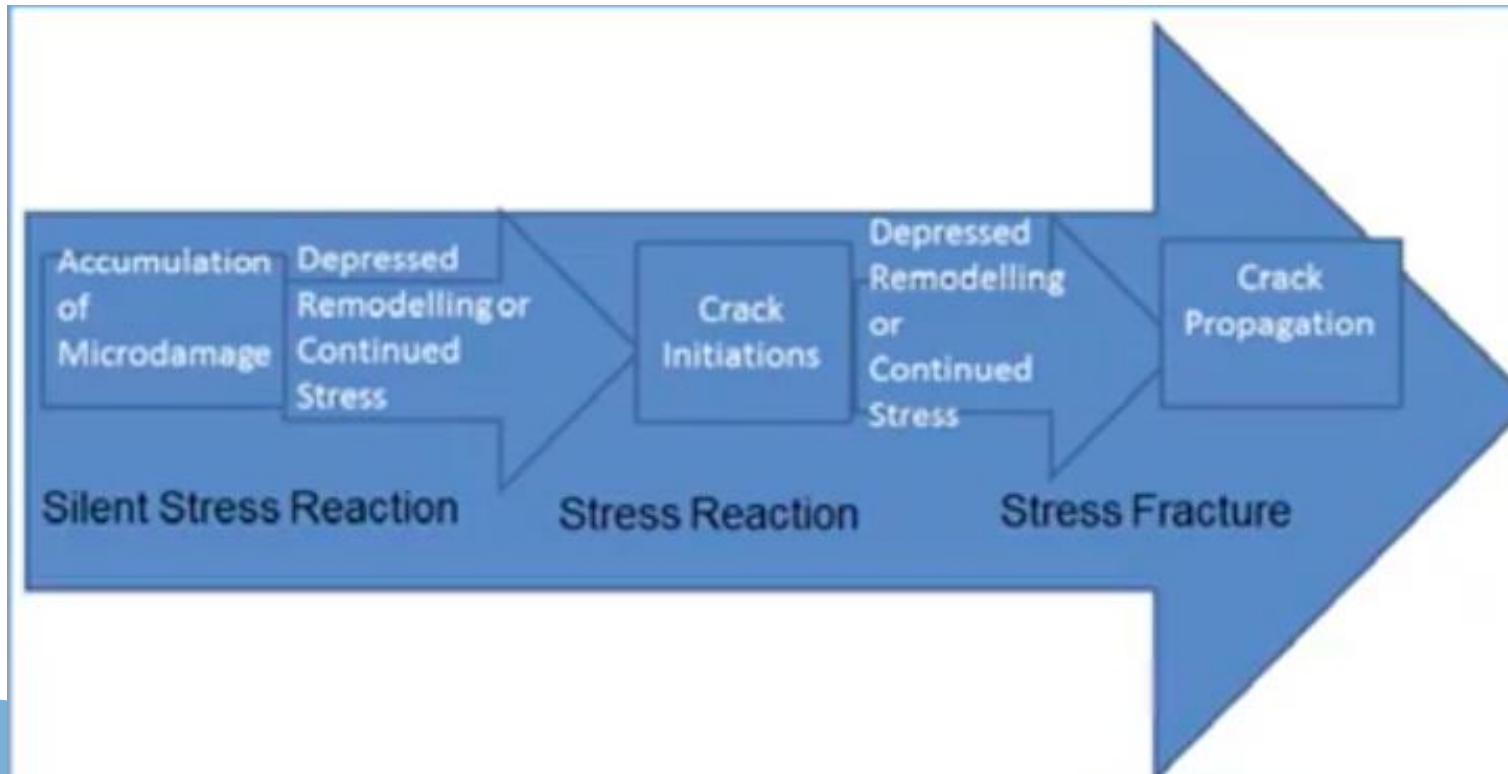 Accumulation
of
Microdamage
Depressed
Remodelling or
Continued
Stress
Crack
Initiations
Depressed
Remodelling
or
Continued
Stress
Crack
Propagation
Silent Stress Reaction
Stress Reaction
Stress Fracture